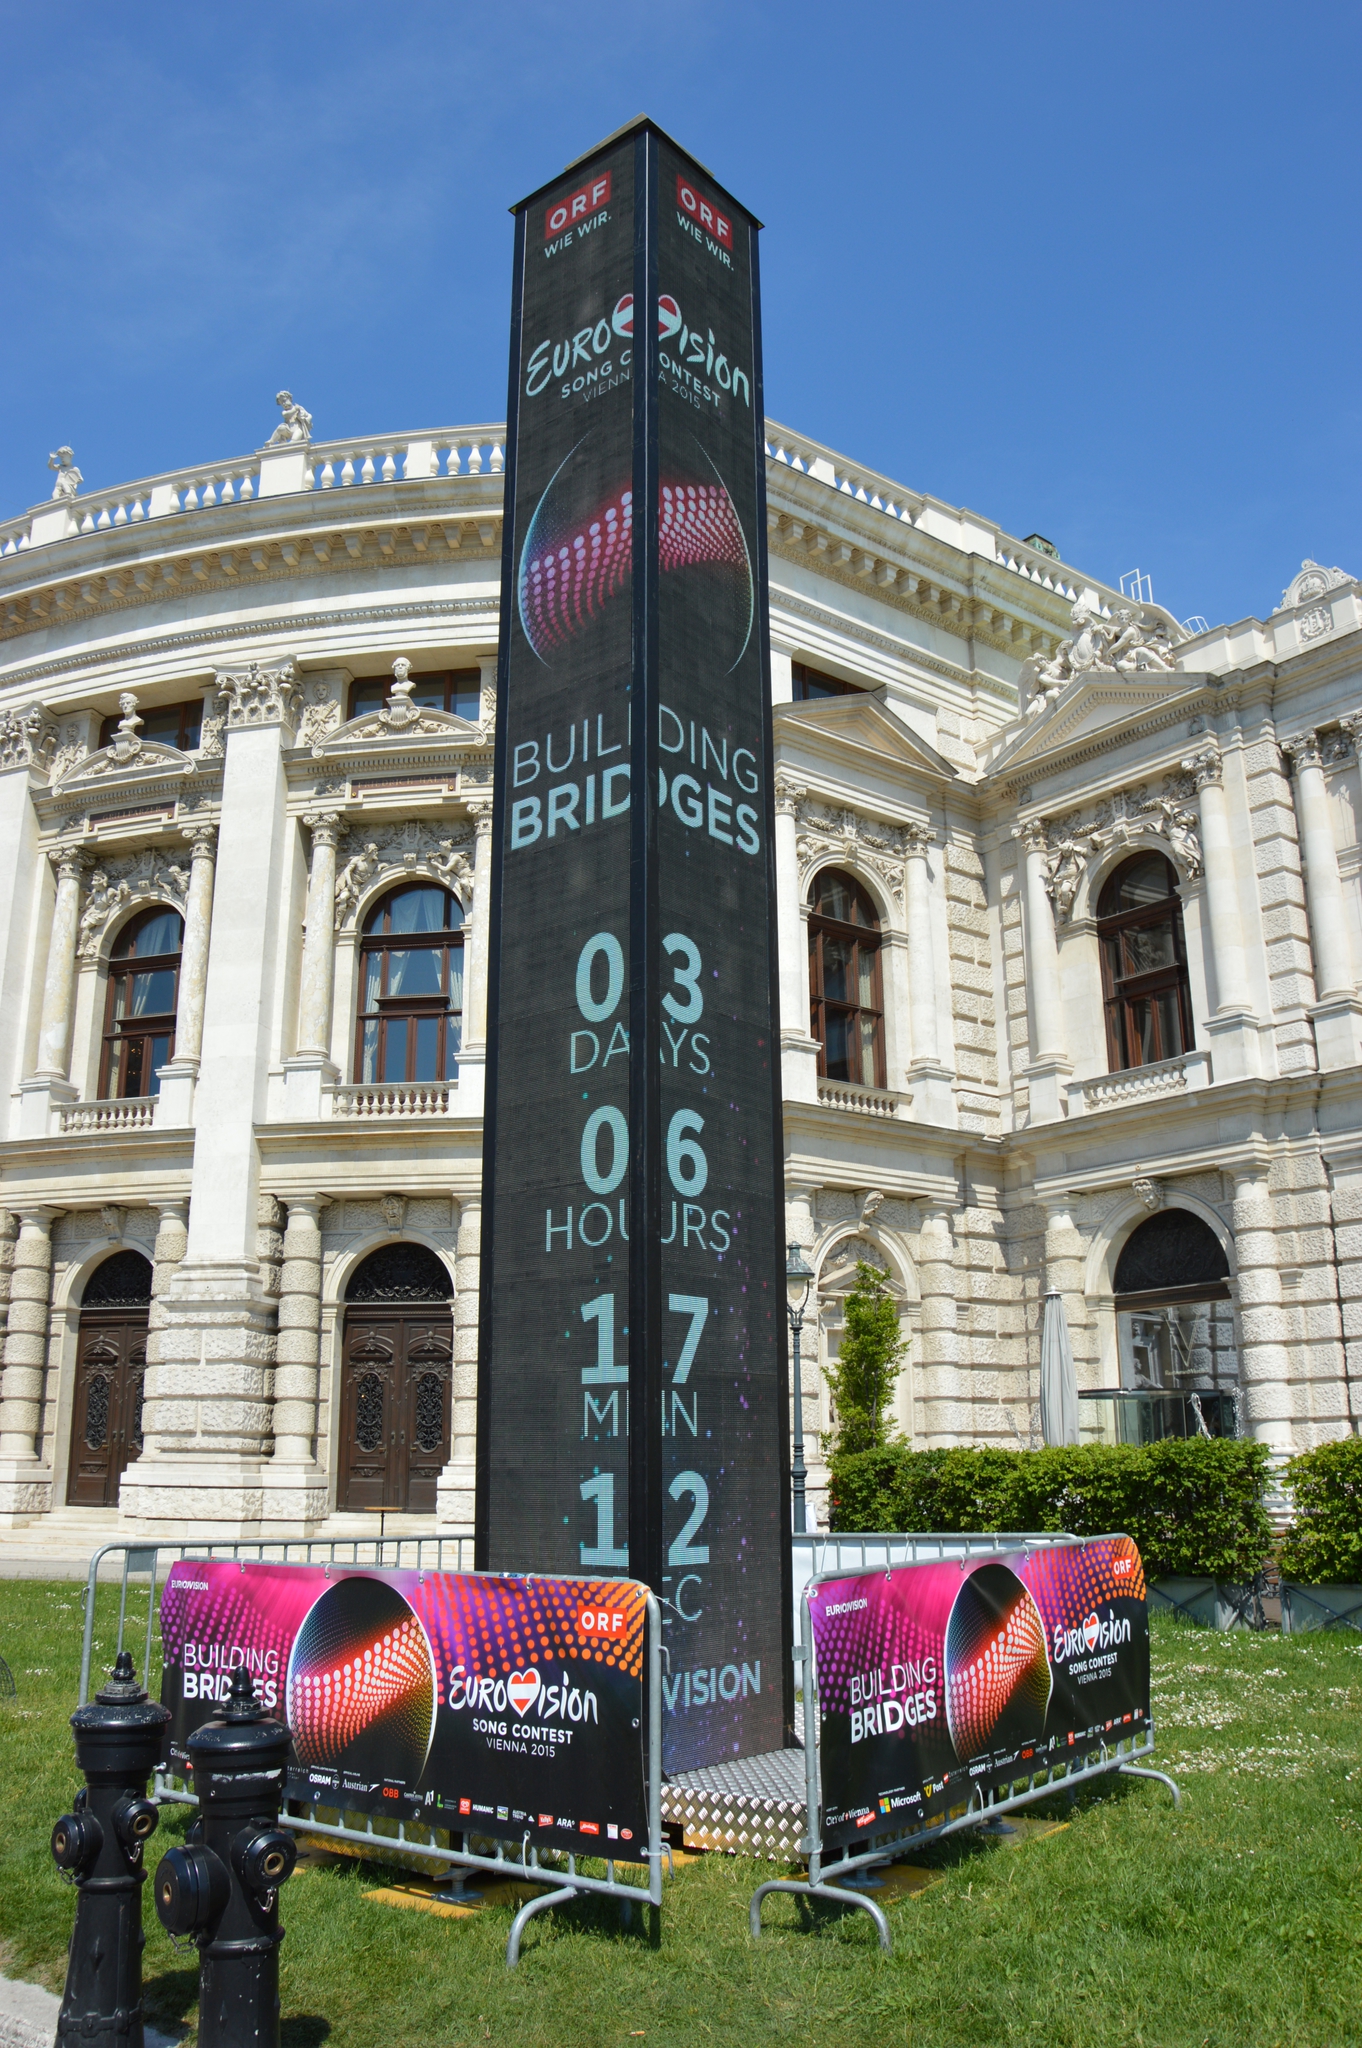 ORF
WIE WIR.
ORF
WIE WIR.
EUROVISION
SONG CONTEST
VIENNA 2015
BUILDING
BRIDGES
03
DAYS
06
HOURS
17
MIN
12
VISION
EUROVISION
BUILDING
BRIDGES
ORF
EUROVISION
SONG CONTEST
VIENNA 2015
OSRAM Austrian ÖBB A1 HUMANIC ARA
EUROVISION
BUILDING
BRIDGES
ORF
EUROVISION
SONG CONTEST
VIENNA 2015
City of Vienna Microsoft Post OSRAM Austrian ÖBB A1